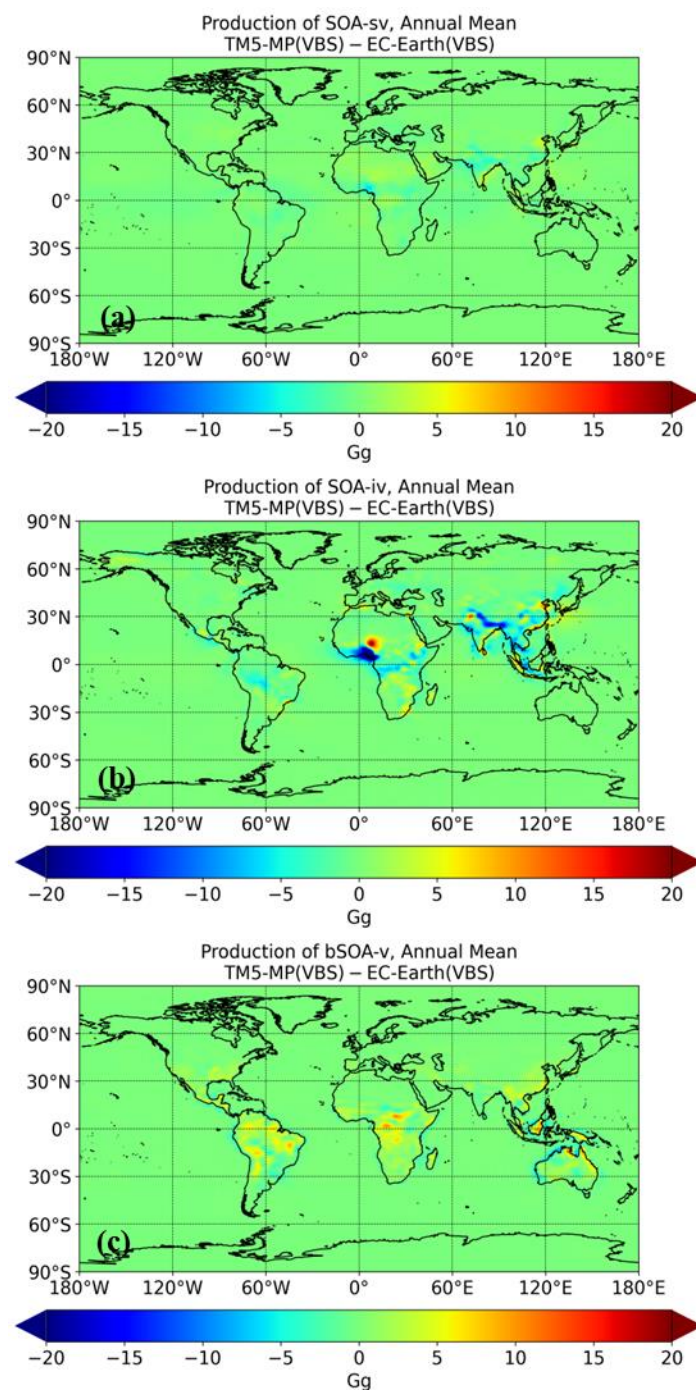 Production of SOA-sv, Annual Mean
TM5-MP(VBS) − EC-Earth(VBS)
90°N
60°N
30°N
0°
30°S
60°S
(a)
90°S
180°W 120°W 60°W 0° 60°E 120°E 180°E
−20 −15 −10 −5 0 5 10 15 20
Gg
Production of SOA-iv, Annual Mean
TM5-MP(VBS) − EC-Earth(VBS)
90°N
60°N
30°N
0°
30°S
60°S
(b)
90°S
180°W 120°W 60°W 0° 60°E 120°E 180°E
−20 −15 −10 −5 0 5 10 15 20
Gg
Production of bSOA-v, Annual Mean
TM5-MP(VBS) − EC-Earth(VBS)
90°N
60°N
30°N
0°
30°S
60°S
(c)
90°S
180°W 120°W 60°W 0° 60°E 120°E 180°E
−20 −15 −10 −5 0 5 10 15 20
Gg